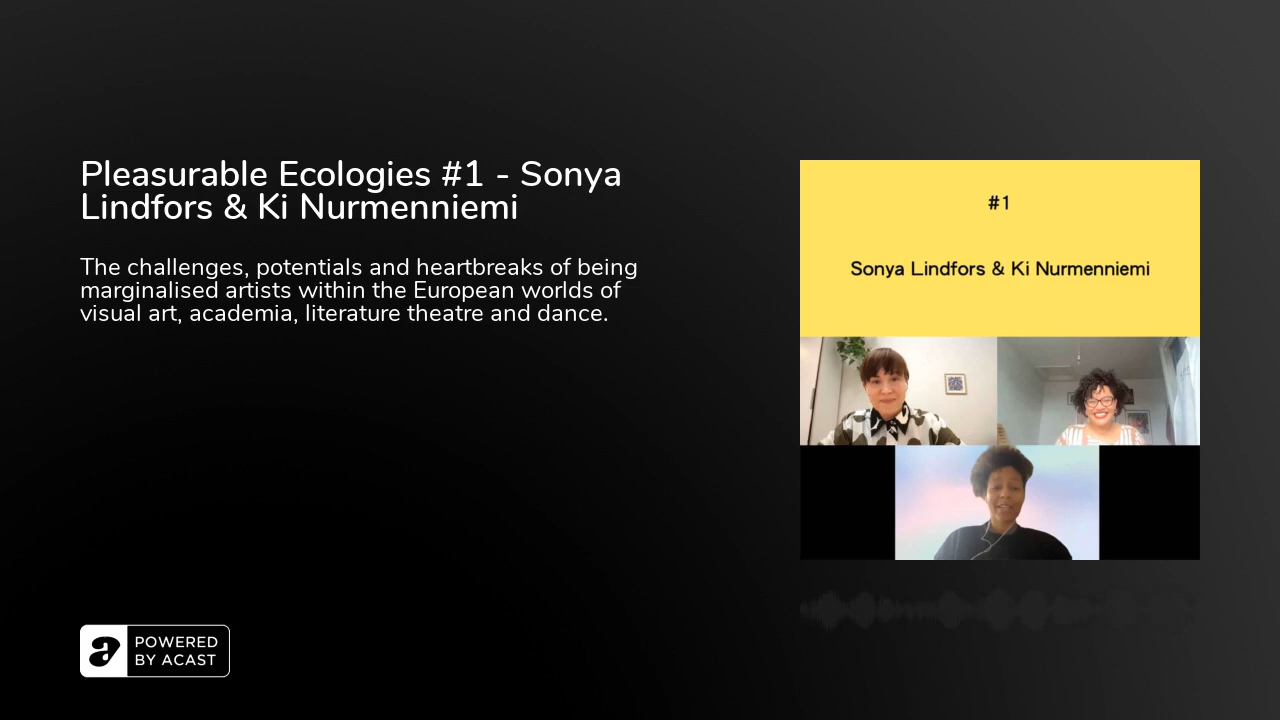 Pleasurable Ecologies #1 - Sonya
Lindfors & Ki Nurmenniemi
The challenges, potentials and heartbreaks of being
marginalised artists within the European worlds of
visual art, academia, literature theatre and dance.
#1
Sonya Lindfors & Ki Nurmenniemi
a
POWERED
BY ACAST